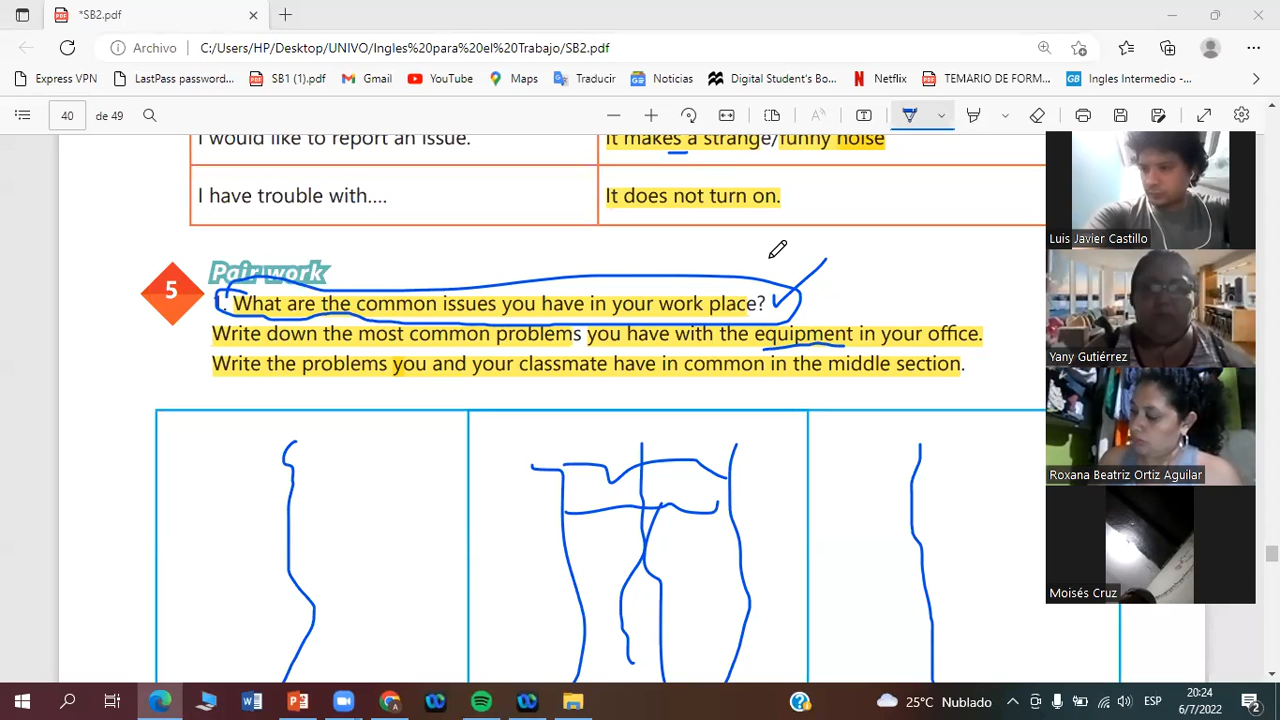 *SB2.pdf
Archivo C:/Users/HP/Desktop/UNIVO/Ingles%20para%20el%20Trabajo/SB2.pdf
Express VPN LastPass password... SB1 (1).pdf Gmail YouTube Maps Traducir Noticias Digital Student's Bo... Netflix TEMARIO DE FORM... Ingles Intermedio -...
40 de 49
I would like to report an issue. It makes a strange/funny noise
I have trouble with.... It does not turn on.
5 Pair work
1. What are the common issues you have in your work place?
Write down the most common problems you have with the equipment in your office.
Write the problems you and your classmate have in common in the middle section.
Luis Javier Castillo
Yany Gutiérrez
Roxana Beatriz Ortiz Aguilar
Moisés Cruz
25°C Nublado ESP 20:24
6/7/2022
2